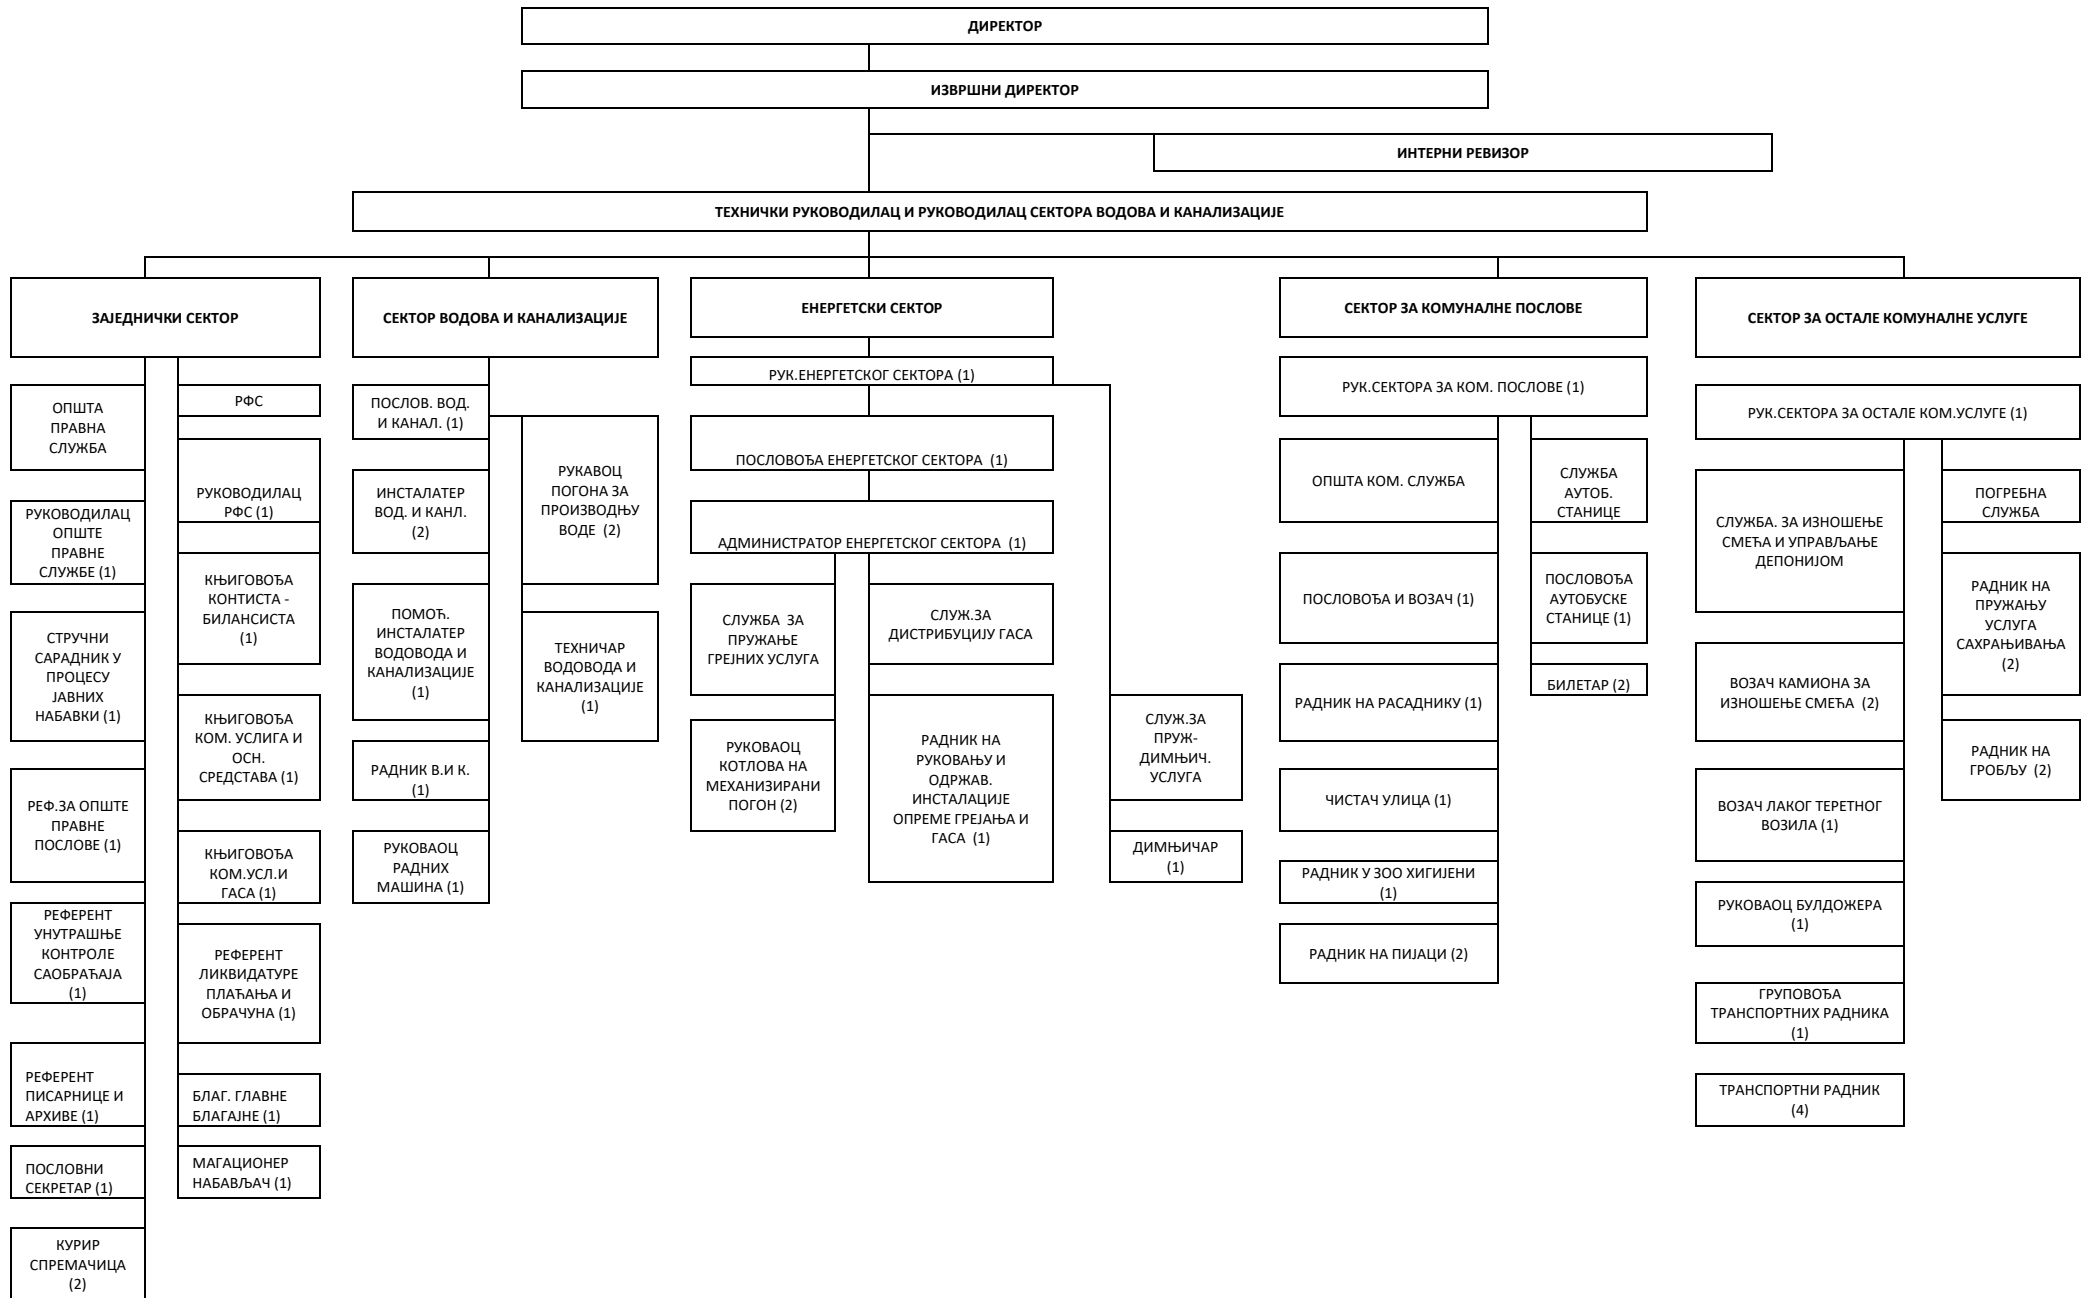 ДИРЕКТОР
ИЗВРШНИ ДИРЕКТОР
ИНТЕРНИ РЕВИЗОР
ТЕХНИЧКИ РУКОВОДИЛАЦ И РУКОВОДИЛАЦ СЕКТОРА ВОДОВА И КАНАЛИЗАЦИЈЕ
ЗАЈЕДНИЧКИ СЕКТОР
ОПШТА
ПРАВНА
СЛУЖБА
РУКОВОДИЛАЦ
ОПШТЕ
ПРАВНЕ
СЛУЖБЕ (1)
СТРУЧНИ
САРАДНИК У
ПРОЦЕСУ
ЈАВНИХ
НАБАВКИ (1)
РЕФ.ЗА ОПШТЕ
ПРАВНЕ
ПОСЛОВЕ (1)
РЕФЕРЕНТ
УНУТРАШЊЕ
КОНТРОЛЕ
САОБРАЋАЈА
(1)
РЕФЕРЕНТ
ПИСАРНИЦЕ И
АРХИВЕ (1)
ПОСЛОВНИ
СЕКРЕТАР (1)
КУРИР
СПРЕМАЧИЦА
(2)
РФС
РУКОВОДИЛАЦ
РФС (1)
КЊИГОВОЂА
КОНТИСТА -
БИЛАНСИСТА
(1)
КЊИГОВОЂА
КОМ. УСЛИГА И
ОСН.
СРЕДСТАВА (1)
КЊИГОВОЂА
КОМ.УСЛ.И
ГАСА (1)
РЕФЕРЕНТ
ЛИКВИДАТУРЕ
ПЛАЋАЊА И
ОБРАЧУНА (1)
БЛАГ. ГЛАВНЕ
БЛАГАЈНЕ (1)
МАГАЦИОНЕР
НАБАВЉАЧ (1)
СЕКТОР ВОДОВА И КАНАЛИЗАЦИЈЕ
ПОСЛОВ. ВОД.
И КАНАЛ. (1)
ИНСТАЛАТЕР
ВОД. И КАНЛ.
(2)
ПОМОЋ.
ИНСТАЛАТЕР
ВОДОВОДА И
КАНАЛИЗАЦИЈЕ
(1)
РАДНИК В.И К.
(1)
РУКОВАОЦ
РАДНИХ
МАШИНА (1)
РУКАВОЦ
ПОГОНА ЗА
ПРОИЗВОДЊУ
ВОДЕ (2)
ТЕХНИЧАР
ВОДОВОДА И
КАНАЛИЗАЦИЈЕ
(1)
ЕНЕРГЕТСКИ СЕКТОР
РУК.ЕНЕРГЕТСКОГ СЕКТОРА (1)
ПОСЛОВОЂА ЕНЕРГЕТСКОГ СЕКТОРА (1)
АДМИНИСТРАТОР ЕНЕРГЕТСКОГ СЕКТОРА (1)
СЛУЖБА ЗА
ПРУЖАЊЕ
ГРЕЈНИХ УСЛУГА
РУКОВАОЦ
КОТЛОВА НА
МЕХАНИЗИРАНИ
ПОГОН (2)
СЛУЖ.ЗА
ДИСТРИБУЦИЈУ ГАСА
РАДНИК НА
РУКОВАЊУ И
ОДРЖАВ.
ИНСТАЛАЦИЈЕ
ОПРЕМЕ ГРЕЈАЊА И
ГАСА (1)
СЛУЖ.ЗА
ПРУЖ-
ДИМЊИЧ.
УСЛУГА
ДИМЊИЧАР
(1)
СЕКТОР ЗА КОМУНАЛНЕ ПОСЛОВЕ
РУК.СЕКТОРА ЗА КОМ. ПОСЛОВЕ (1)
ОПШТА КОМ. СЛУЖБА
ПОСЛОВОЂА И ВОЗАЧ (1)
РАДНИК НА РАСАДНИКУ (1)
ЧИСТАЧ УЛИЦА (1)
РАДНИК У ЗОО ХИГИЈЕНИ
(1)
РАДНИК НА ПИЈАЦИ (2)
СЛУЖБА
АУТОБ.
СТАНИЦЕ
ПОСЛОВОЂА
АУТОБУСКЕ
СТАНИЦЕ (1)
БИЛЕТАР (2)
СЕКТОР ЗА ОСТАЛЕ КОМУНАЛНЕ УСЛУГЕ
РУК.СЕКТОРА ЗА ОСТАЛЕ КОМ.УСЛУГЕ (1)
СЛУЖБА. ЗА ИЗНОШЕЊЕ
СМЕЋА И УПРАВЉАЊЕ
ДЕПОНИЈОМ
ВОЗАЧ КАМИОНА ЗА
ИЗНОШЕЊЕ СМЕЋА (2)
ВОЗАЧ ЛАКОГ ТЕРЕТНОГ
ВОЗИЛА (1)
РУКОВАОЦ БУЛДОЖЕРА
(1)
ГРУПОВОЂА
ТРАНСПОРТНИХ РАДНИКА
(1)
ТРАНСПОРТНИ РАДНИК
(4)
ПОГРЕБНА
СЛУЖБА
РАДНИК НА
ПРУЖАЊУ
УСЛУГА
САХРАЊИВАЊА
(2)
РАДНИК НА
ГРОБЉУ (2)